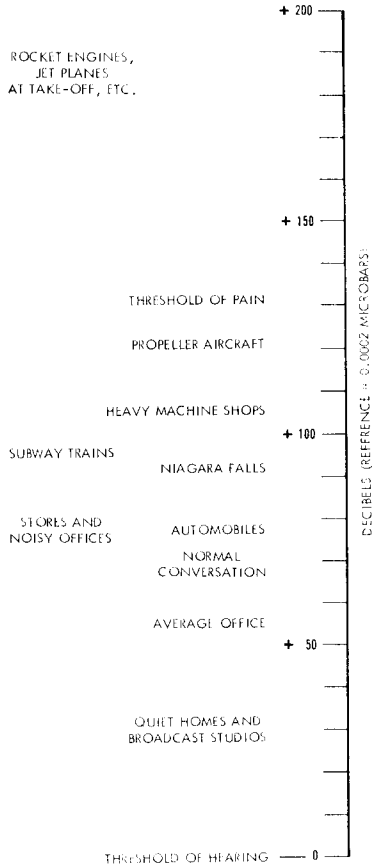 + 200
ROCKET ENGINES,
JET PLANES
AT TAKE-OFF, ETC.
+ 150
THRESHOLD OF PAIN
PROPELLER AIRCRAFT
HEAVY MACHINE SHOPS
+ 100
SUBWAY TRAINS
NIAGARA FALLS
STORES AND
NOISY OFFICES
AUTOMOBILES
NORMAL
CONVERSATION
AVERAGE OFFICE
+ 50
QUIET HOMES AND
BROADCAST STUDIOS
THRESHOLD OF HEARING
0
DECIBELS (REFERENCE = 0.0002 MICROBARS)